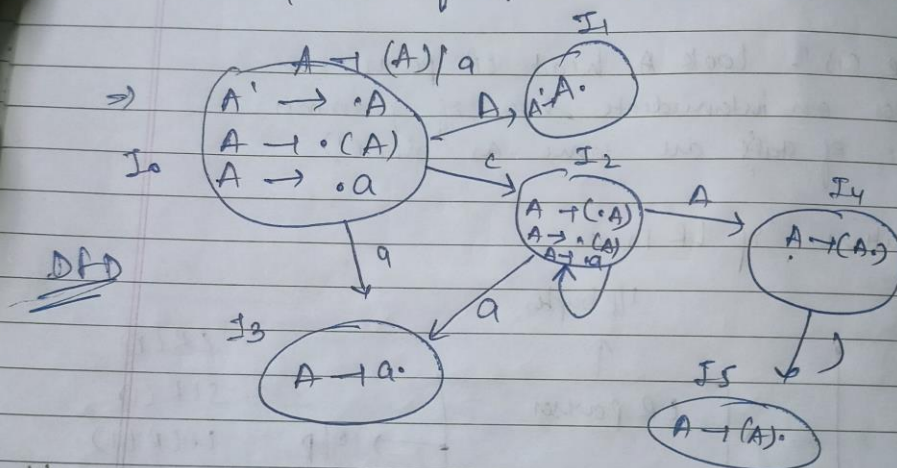 A → (A) | a
⇒ A' → .A
A → .(A)
I0
A → .a
A
I1
A' → A.
(
I2
A → (.A)
A → .(A)
A → .a
A
I4
A → (A.)
a
a
DFD
I3
A → a.
)
I5
A → (A).